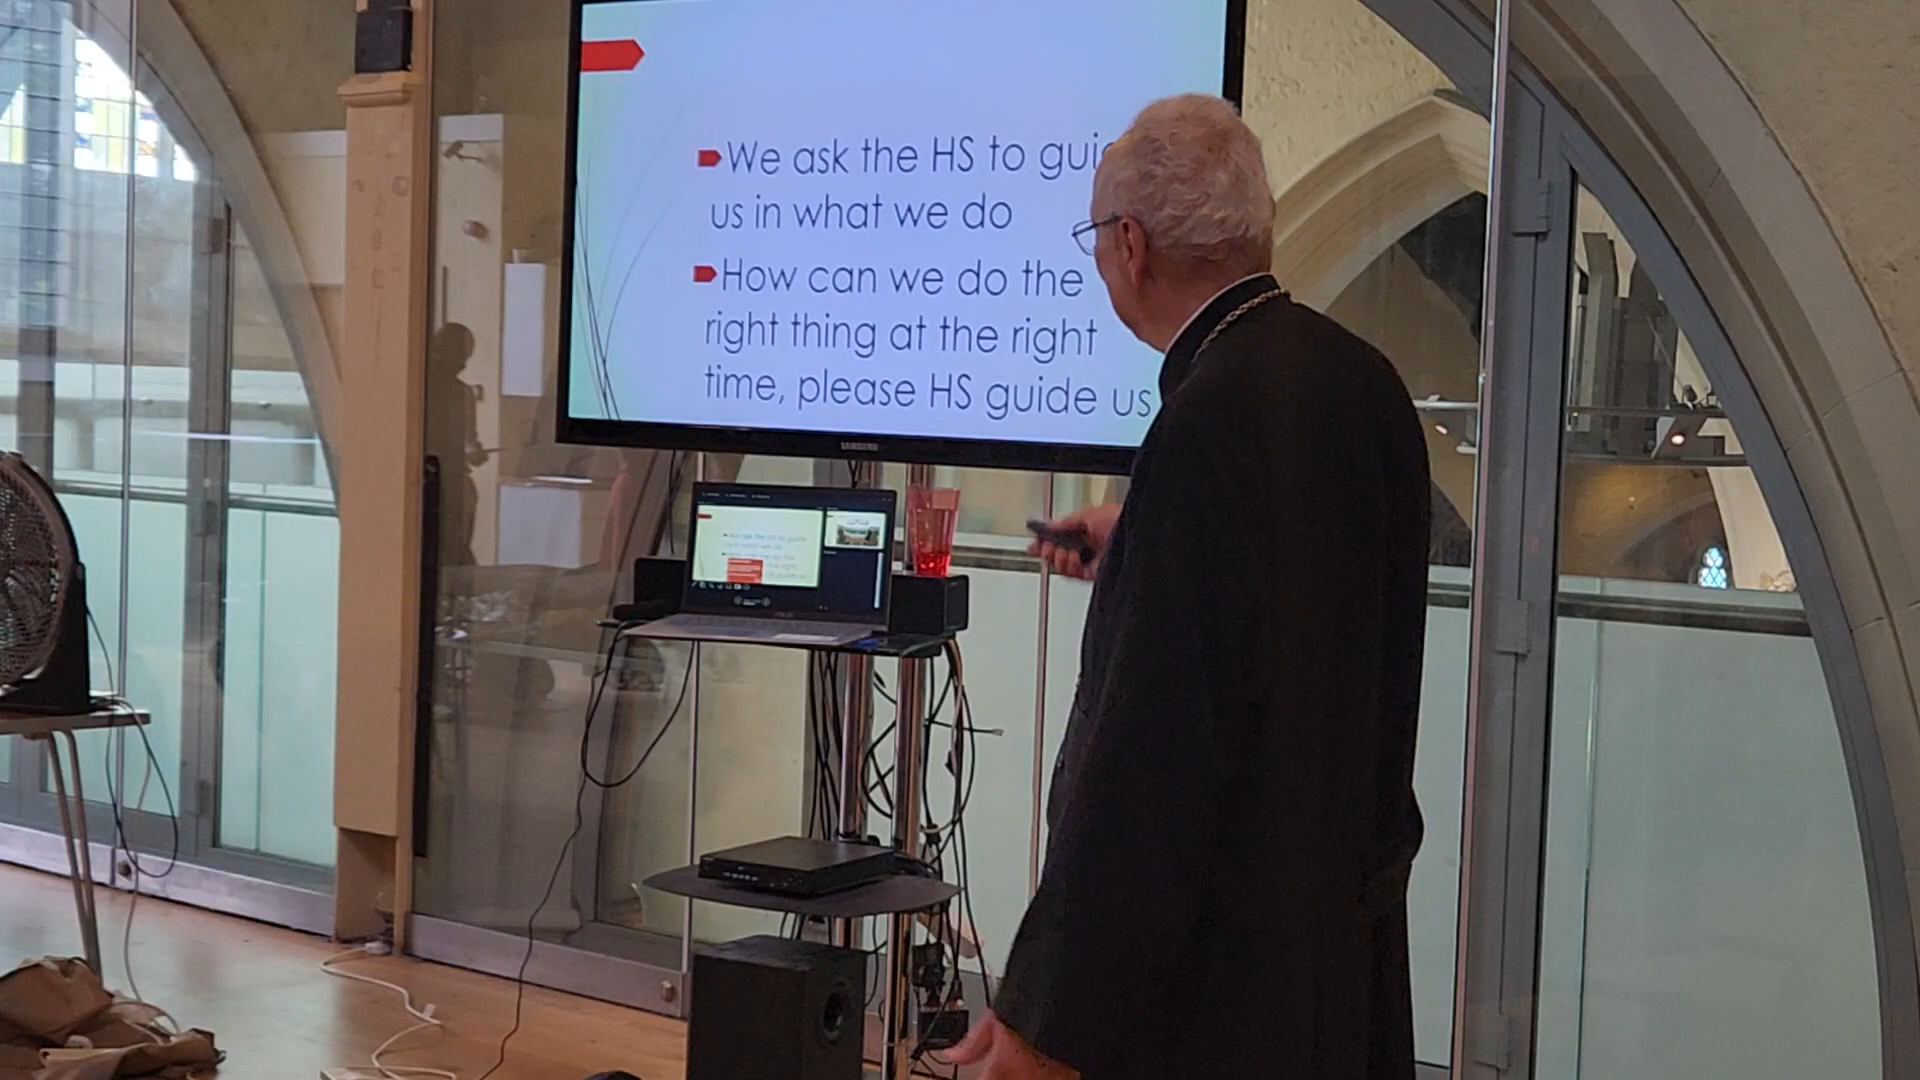 We ask the HS to gui
us in what we do
How can we do the
right thing at the right
time, please HS guide us
SAMSUNG